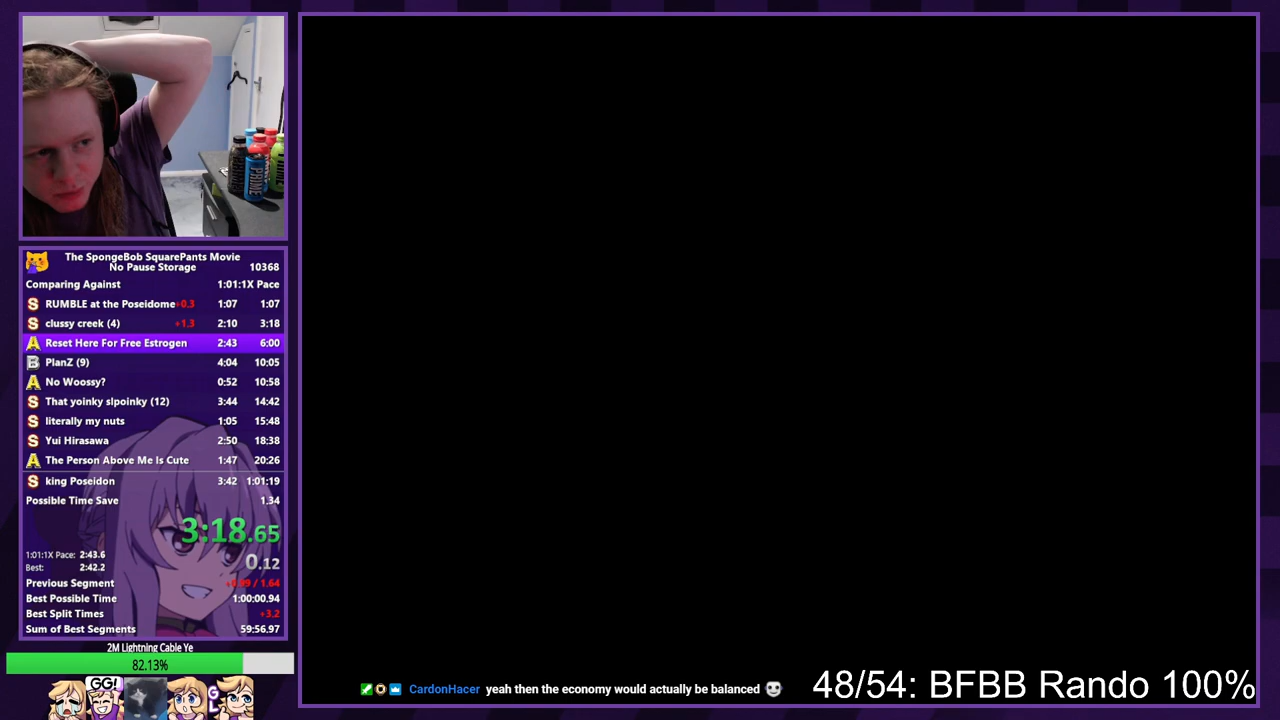 PRIME
The SpongeBob SquarePants Movie
No Pause Storage 10368
Comparing Against 1:01:1X Pace
S RUMBLE at the Poseidome +0.3 1:07 1:07
S clussy creek (4) +1.3 2:10 3:18
A Reset Here For Free Estrogen 2:43 6:00
B PlanZ (9) 4:04 10:05
A No Woossy? 0:52 10:58
S That yoinky slpoinky (12) 3:44 14:42
S literally my nuts 1:05 15:48
S Yui Hirasawa 2:50 18:38
A The Person Above Me Is Cute 1:47 20:26
S king Poseidon 3:42 1:01:19
Possible Time Save 1.34
3:18.65
1:01:1X Pace: 2:43.6
Best: 2:42.2
0.12
Previous Segment / 1.64
Best Possible Time 1:00:00.94
Best Split Times +3.2
Sum of Best Segments 59:56.97
2M Lightning Cable Ye
82.13%
GG!
GL
CardonHacer yeah then the economy would actually be balanced
48/54: BFBB Rando 100%